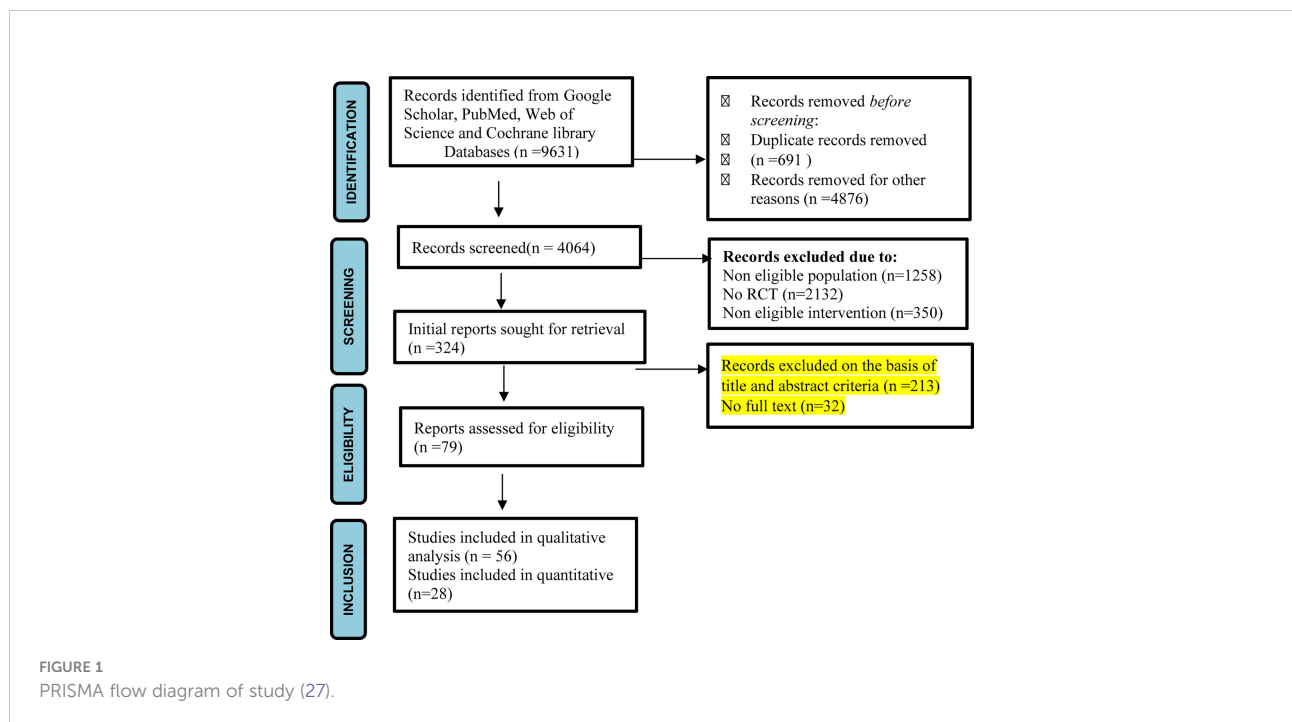 IDENTIFICATION
Records identified from Google
Scholar, PubMed, Web of
Science and Cochrane library
Databases (n =9631)
Records removed before
screening:
Duplicate records removed
(n =691 )
Records removed for other
reasons (n =4876)
SCREENING
Records screened(n = 4064)
Records excluded due to:
Non eligible population (n=1258)
No RCT (n=2132)
Non eligible intervention (n=350)
Initial reports sought for retrieval
(n =324)
Records excluded on the basis of
title and abstract criteria (n =213)
No full text (n=32)
ELIGIBILITY
Reports assessed for eligibility
(n =79)
INCLUSION
Studies included in qualitative
analysis (n = 56)
Studies included in quantitative
(n=28)
FIGURE 1
PRISMA flow diagram of study (27).